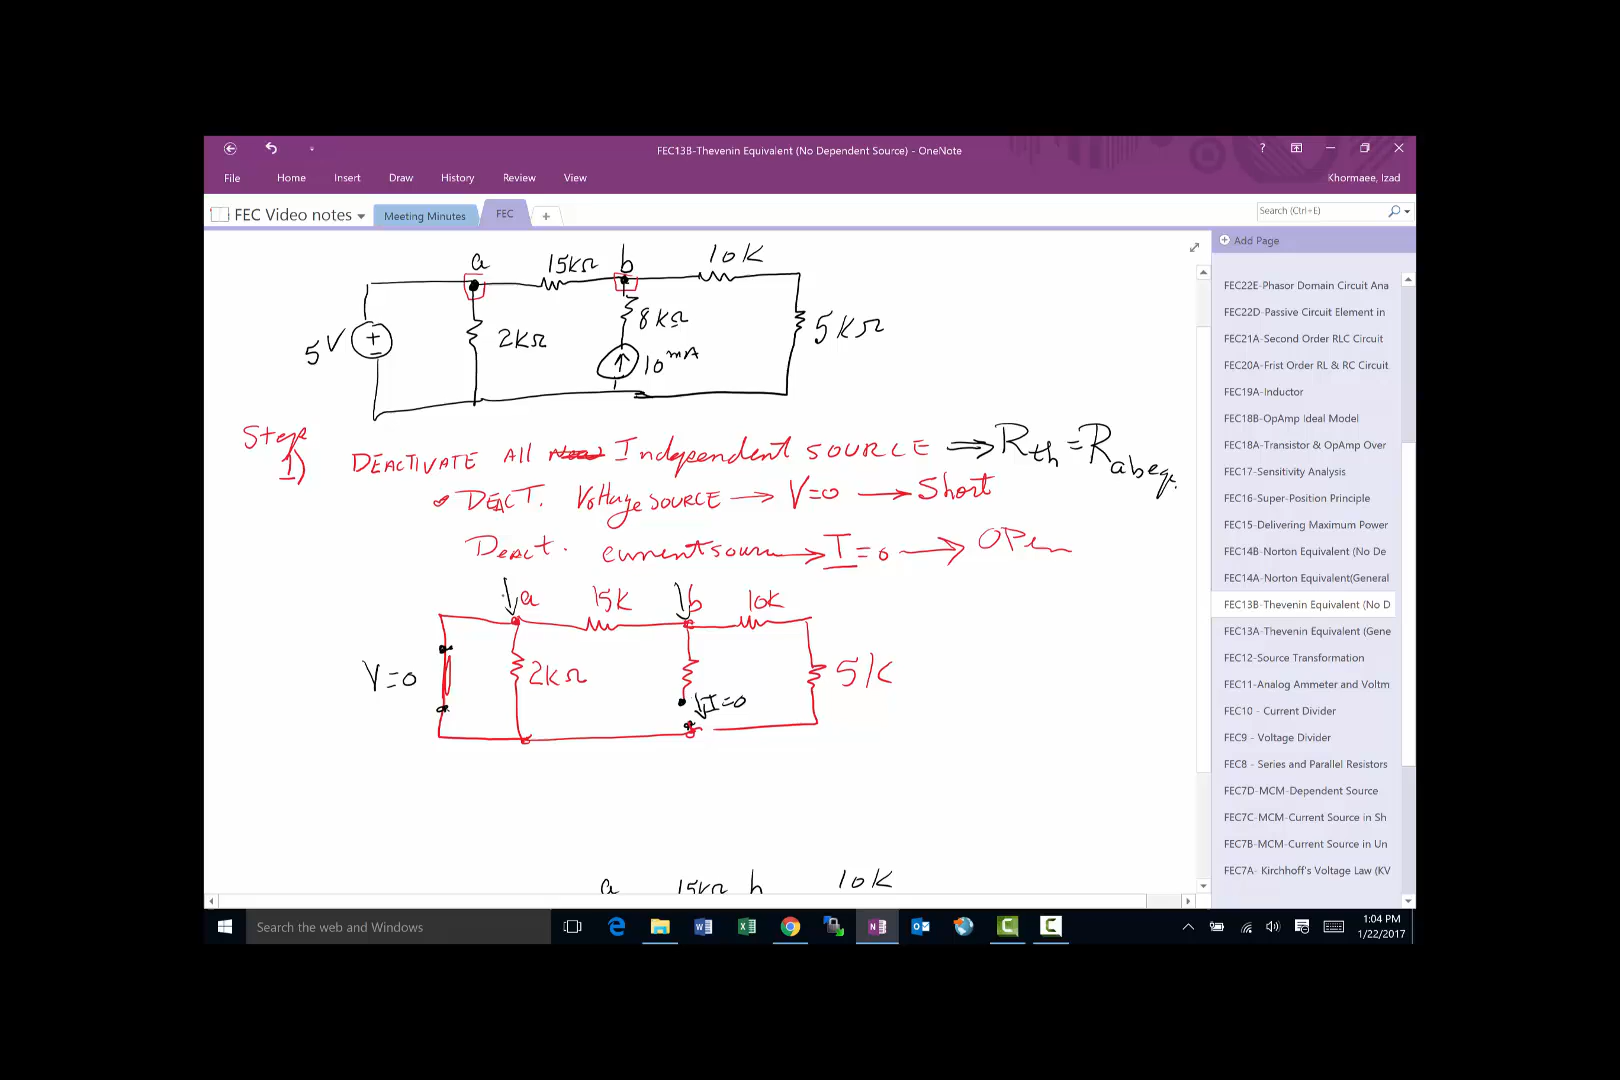 FEC13B-Thevenin Equivalent (No Dependent Source) - OneNote
?
File Home Insert Draw History Review View
Khormaee, Izad
FEC Video notes
Meeting Minutes
FEC
+
Search (Ctrl+E)
Add Page
a 15KΩ b 10K
5V
2KΩ
8KΩ
10 mA
5KΩ
Step 1)
DEACTIVATE All Independent SOURCE ⟹ Rth = Rab eq.
DEACT. Voltage SOURCE → V=0 → Short
Deact. current source → I=0 → OPen
a 15K b 10K
V=0
2KΩ
↓I=0
5K
a 15KΩ b 10K
FEC22E-Phasor Domain Circuit Ana
FEC22D-Passive Circuit Element in
FEC21A-Second Order RLC Circuit
FEC20A-Frist Order RL & RC Circuit
FEC19A-Inductor
FEC18B-OpAmp Ideal Model
FEC18A-Transistor & OpAmp Over
FEC17-Sensitivity Analysis
FEC16-Super-Position Principle
FEC15-Delivering Maximum Power
FEC14B-Norton Equivalent (No De
FEC14A-Norton Equivalent(General
FEC13B-Thevenin Equivalent (No D
FEC13A-Thevenin Equivalent (Gene
FEC12-Source Transformation
FEC11-Analog Ammeter and Voltm
FEC10 - Current Divider
FEC9 - Voltage Divider
FEC8 - Series and Parallel Resistors
FEC7D-MCM-Dependent Source
FEC7C-MCM-Current Source in Sh
FEC7B-MCM-Current Source in Un
FEC7A- Kirchhoff's Voltage Law (KV
Search the web and Windows
1:04 PM
1/22/2017